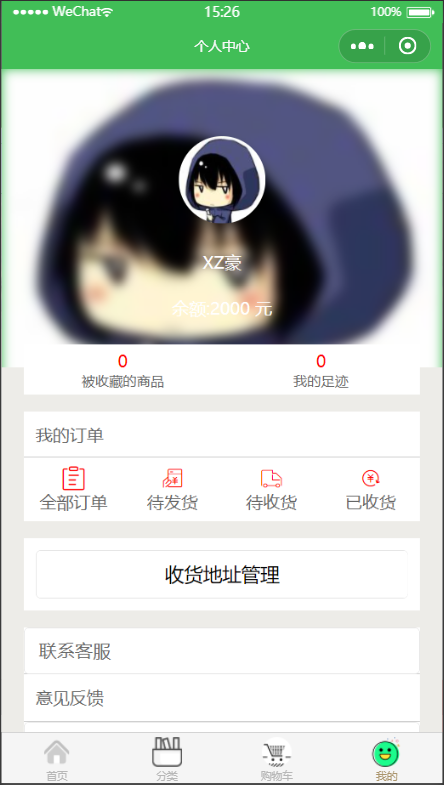 WeChat 15:26 100%
个人中心
XZ豪
余额:2000 元
0 0
被收藏的商品 我的足迹
我的订单
全部订单 待发货 待收货 已收货
收货地址管理
联系客服
意见反馈
首页 分类 购物车 我的